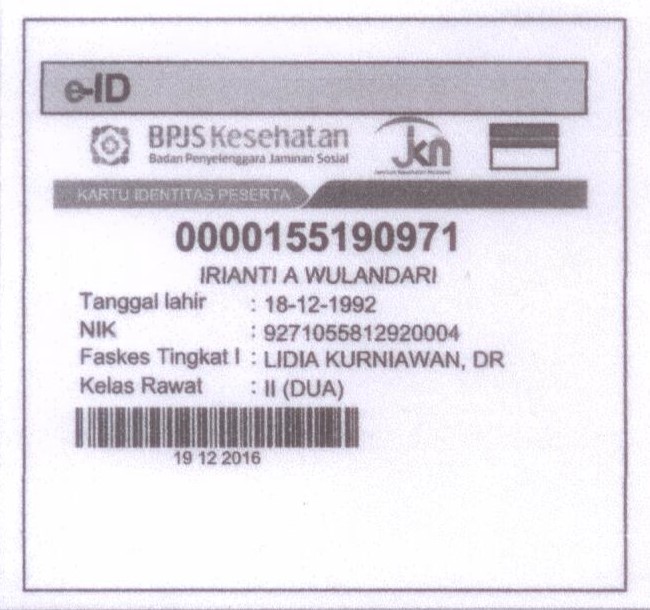 e-ID
BPJS Kesehatan
Badan Penyelenggara Jaminan Sosial
jkn
KARTU IDENTITAS PESERTA
0000155190971
IRIANTI A WULANDARI
Tanggal lahir : 18-12-1992
NIK : 9271055812920004
Faskes Tingkat I : LIDIA KURNIAWAN, DR
Kelas Rawat : II (DUA)
19 12 2016